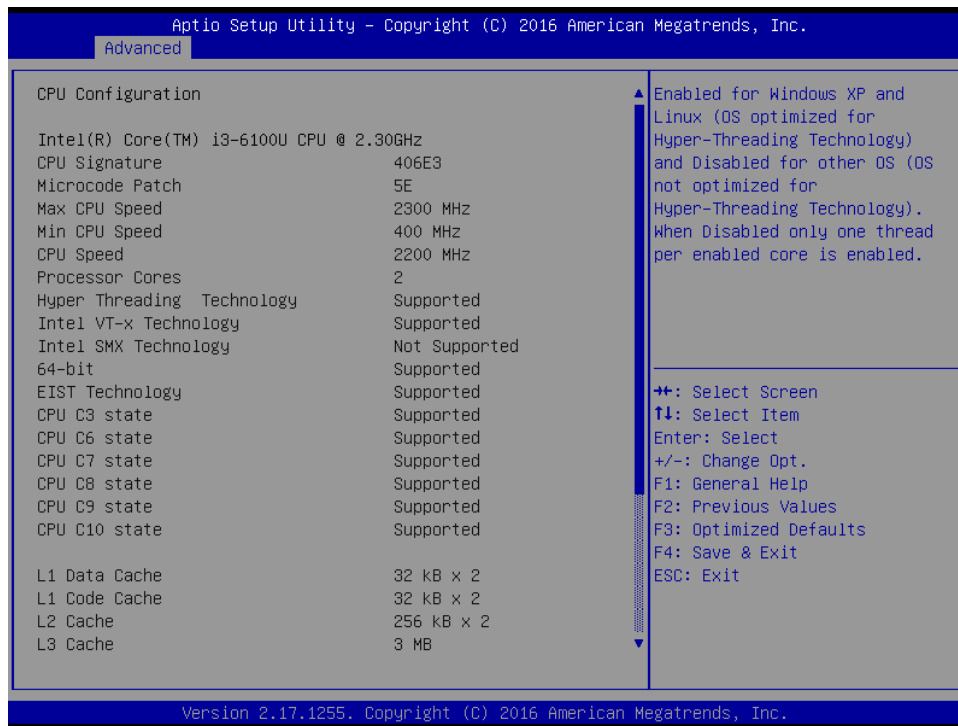 Aptio Setup Utility – Copyright (C) 2016 American Megatrends, Inc.
Advanced
CPU Configuration
Intel(R) Core(TM) i3-6100U CPU @ 2.30GHz
CPU Signature 406E3
Microcode Patch 5E
Max CPU Speed 2300 MHz
Min CPU Speed 400 MHz
CPU Speed 2200 MHz
Processor Cores 2
Hyper Threading Technology Supported
Intel VT-x Technology Supported
Intel SMX Technology Not Supported
64-bit Supported
EIST Technology Supported
CPU C3 state Supported
CPU C6 state Supported
CPU C7 state Supported
CPU C8 state Supported
CPU C9 state Supported
CPU C10 state Supported
L1 Data Cache 32 kB x 2
L1 Code Cache 32 kB x 2
L2 Cache 256 kB x 2
L3 Cache 3 MB
Enabled for Windows XP and
Linux (OS optimized for
Hyper-Threading Technology)
and Disabled for other OS (OS
not optimized for
Hyper-Threading Technology).
When Disabled only one thread
per enabled core is enabled.
→←: Select Screen
↑↓: Select Item
Enter: Select
+/-: Change Opt.
F1: General Help
F2: Previous Values
F3: Optimized Defaults
F4: Save & Exit
ESC: Exit
Version 2.17.1255. Copyright (C) 2016 American Megatrends, Inc.